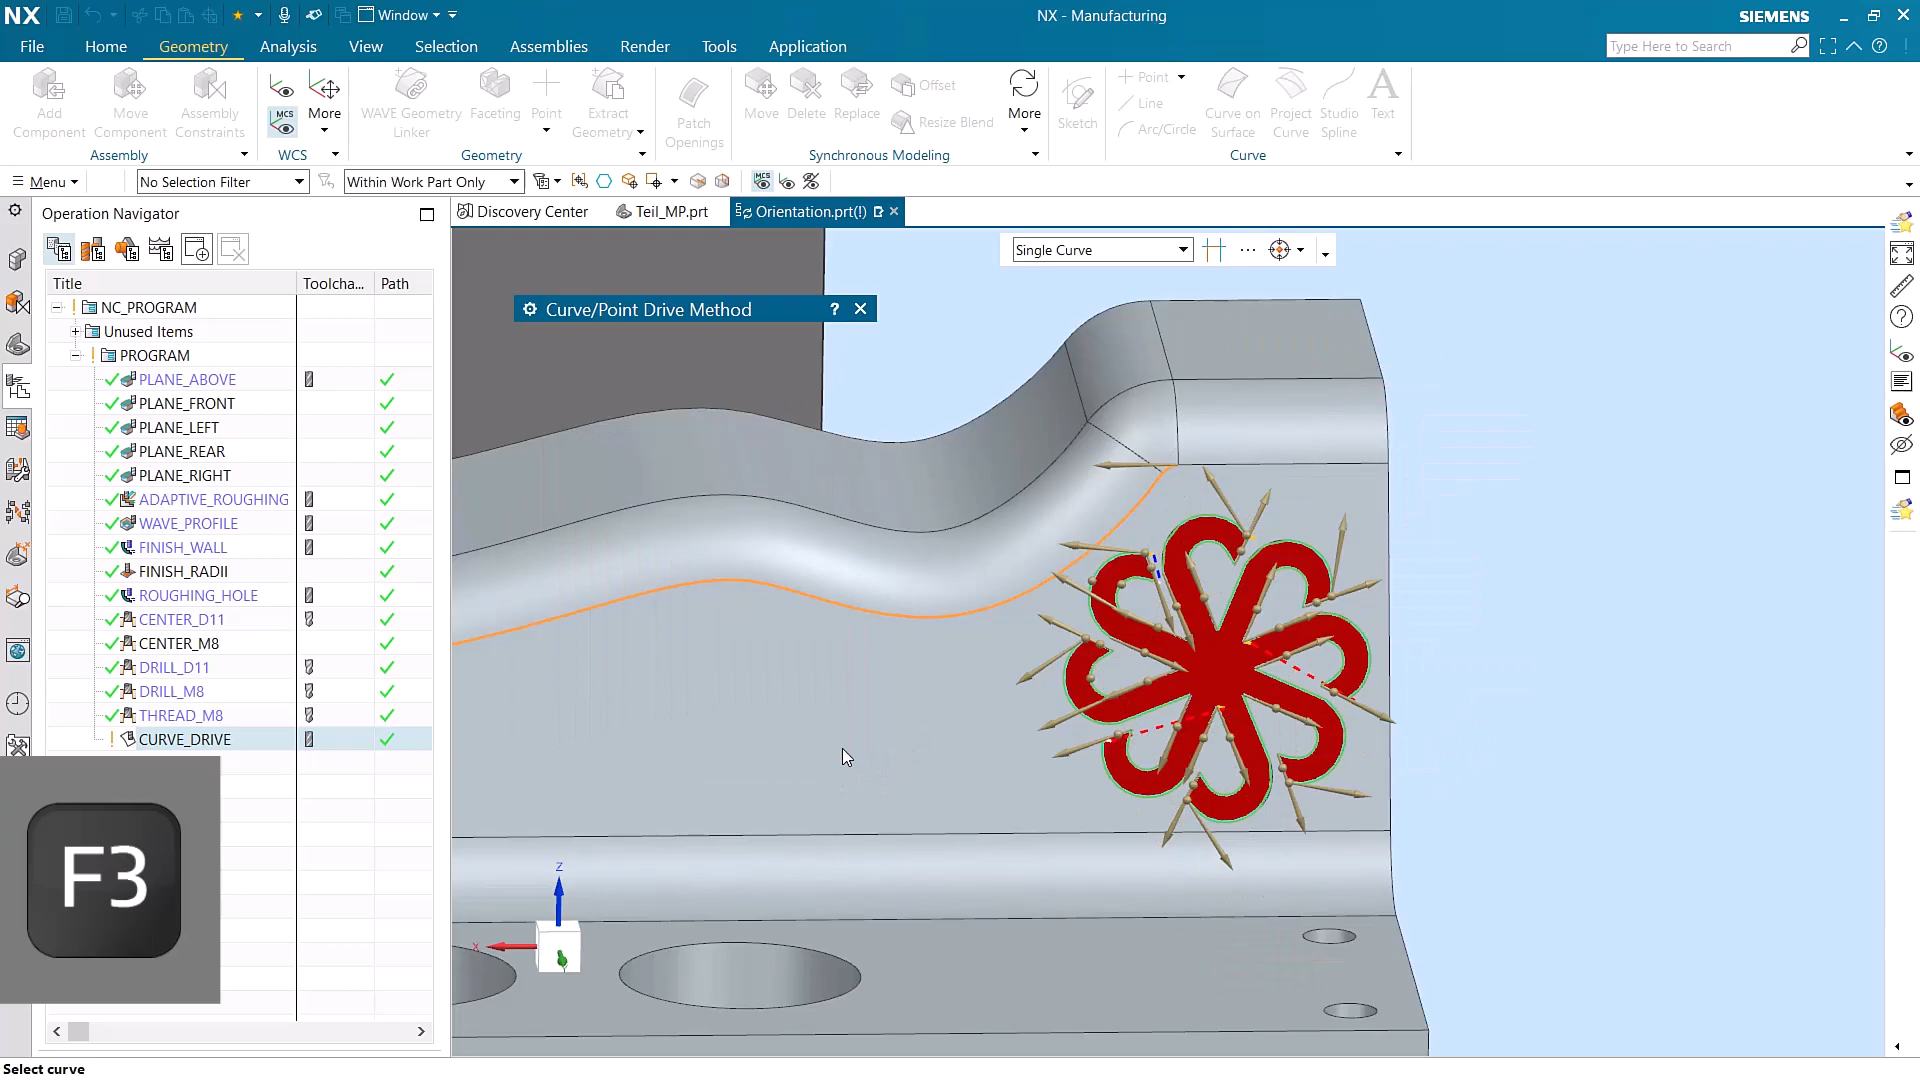 NX
Window
NX - Manufacturing
SIEMENS
File
Home
Geometry
Analysis
View
Selection
Assemblies
Render
Tools
Application
Type Here to Search
Add
Component
Move
Component
Assembly
Constraints
Assembly
MCS
More
WCS
WAVE Geometry
Linker
Faceting
Point
Extract
Geometry
Geometry
Patch
Openings
Move
Delete
Replace
Offset
Resize Blend
More
Synchronous Modeling
Sketch
Point
Line
Arc/Circle
Curve on
Surface
Project
Curve
Studio
Spline
Text
Curve
Menu
No Selection Filter
Within Work Part Only
MCS
Operation Navigator
Discovery Center
Teil_MP.prt
Orientation.prt(!)
Single Curve
Title
Toolcha...
Path
NC_PROGRAM
Unused Items
PROGRAM
PLANE_ABOVE
PLANE_FRONT
PLANE_LEFT
PLANE_REAR
PLANE_RIGHT
ADAPTIVE_ROUGHING
WAVE_PROFILE
FINISH_WALL
FINISH_RADII
ROUGHING_HOLE
CENTER_D11
CENTER_M8
DRILL_D11
DRILL_M8
THREAD_M8
CURVE_DRIVE
Curve/Point Drive Method
?
F3
Z
X
Select curve